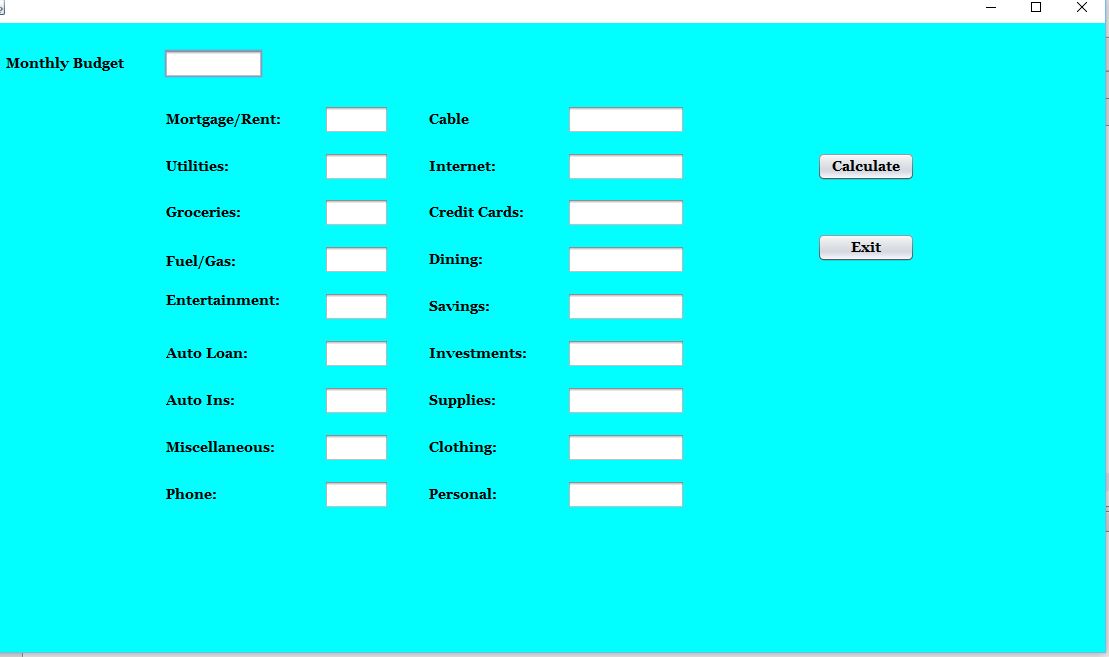 Monthly Budget
Mortgage/Rent: Cable
Utilities: Internet: Calculate
Groceries: Credit Cards:
Exit
Fuel/Gas: Dining:
Entertainment: Savings:
Auto Loan: Investments:
Auto Ins: Supplies:
Miscellaneous: Clothing:
Phone: Personal: